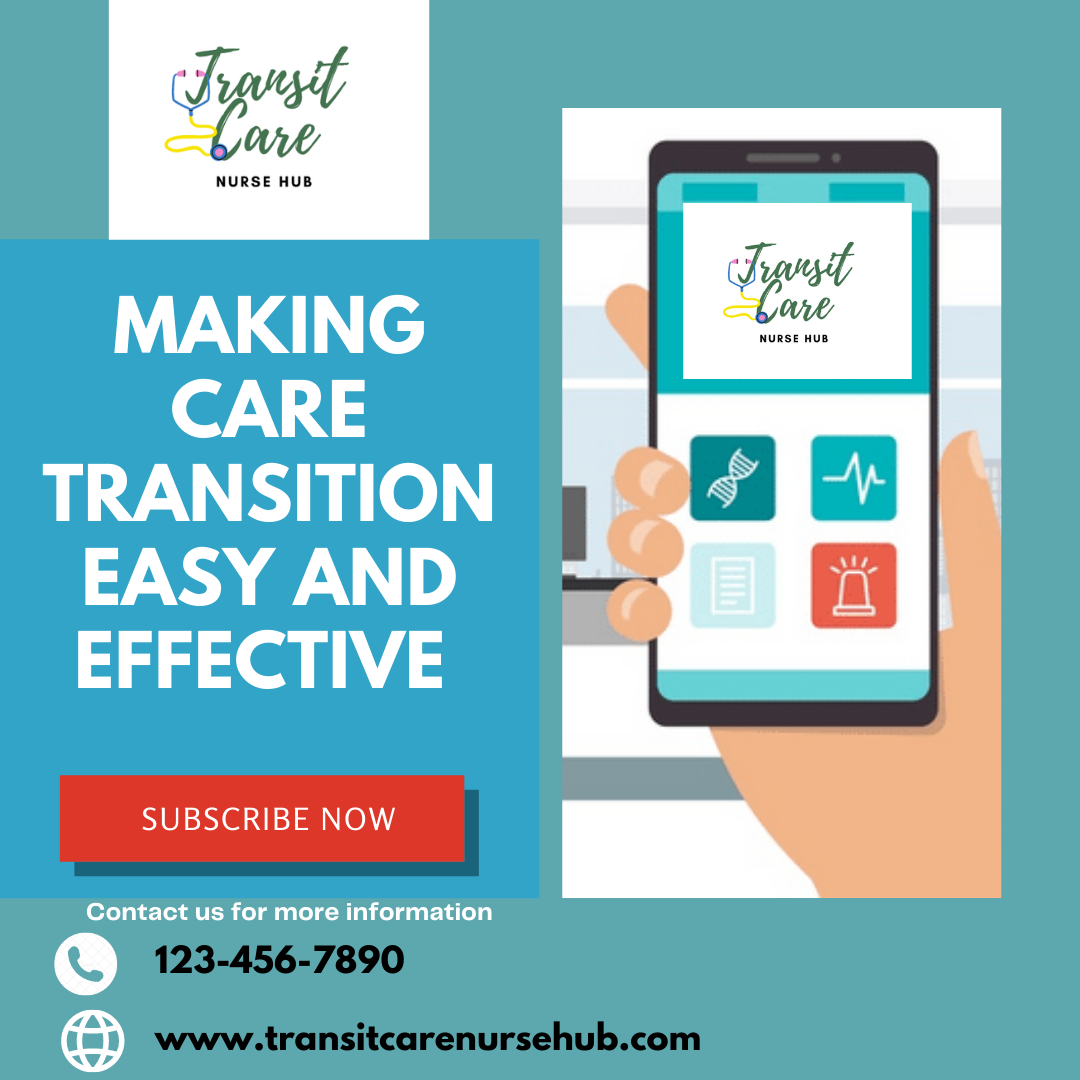 Transit
Care
NURSE HUB
MAKING
CARE
TRANSITION
EASY AND
EFFECTIVE
SUBSCRIBE NOW
Transit
Care
NURSE HUB
Contact us for more information
123-456-7890
www.transitcarenursehub.com